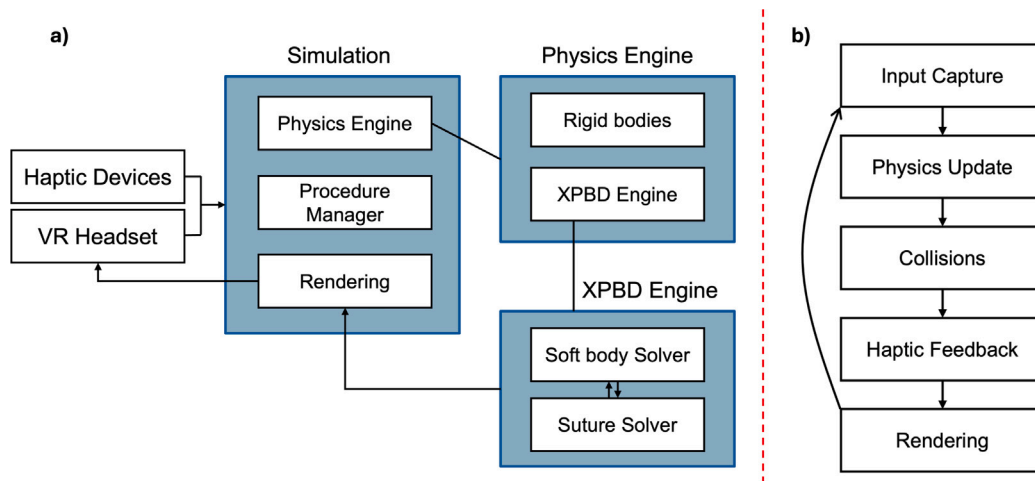 a)
Simulation
Physics Engine
Procedure
Manager
Rendering
Haptic Devices
VR Headset
Physics Engine
Rigid bodies
XPBD Engine
XPBD Engine
Soft body Solver
Suture Solver
b)
Input Capture
Physics Update
Collisions
Haptic Feedback
Rendering